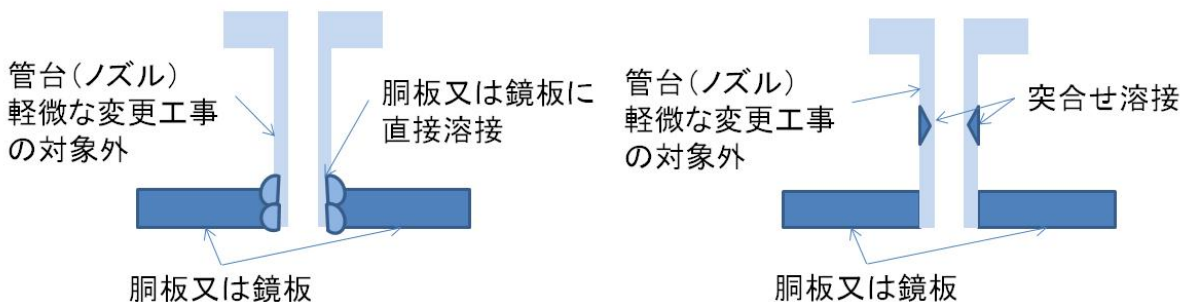 管台(ノズル)
軽微な変更工事
の対象外
胴板又は鏡板に
直接溶接
胴板又は鏡板
管台(ノズル)
軽微な変更工事
の対象外
突合せ溶接
胴板又は鏡板